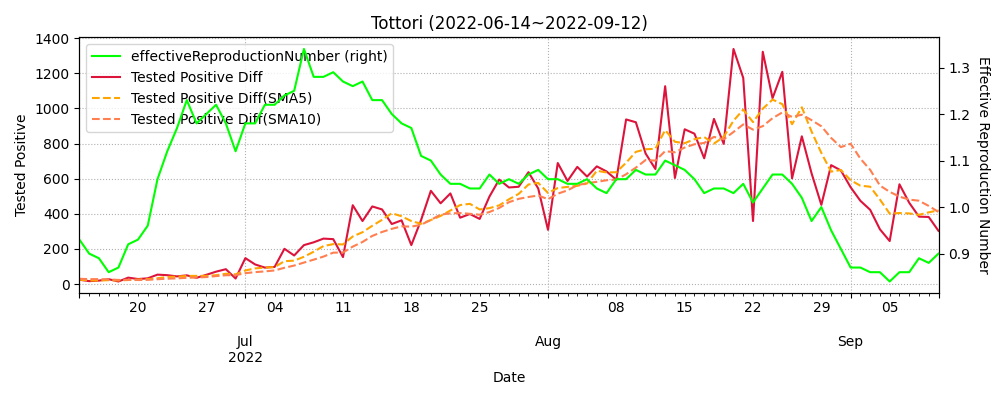 Tottori (2022-06-14~2022-09-12)
effectiveReproductionNumber (right)
Tested Positive Diff
Tested Positive Diff(SMA5)
Tested Positive Diff(SMA10)
Tested Positive
1400
1200
1000
800
600
400
200
0
1.3
1.2
1.1
1.0
0.9
Effective Reproduction Number
20 27 04 11 18 25 08 15 22 29 05
Jul Aug Sep
2022
Date